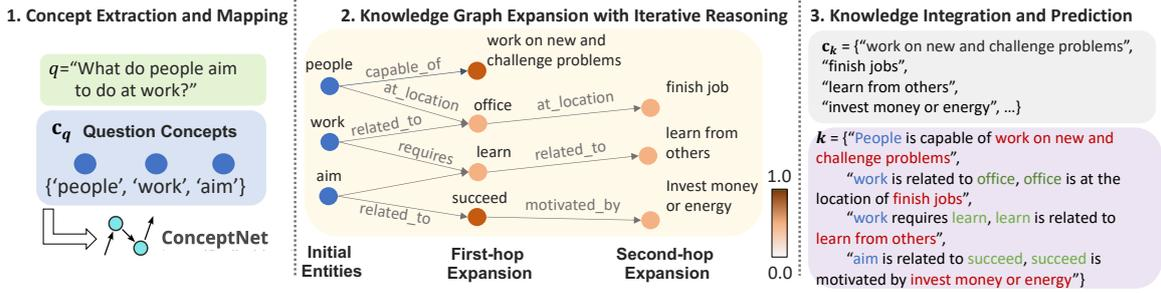 1. Concept Extraction and Mapping
q="What do people aim
to do at work?"
c_q Question Concepts
{'people', 'work', 'aim'}
ConceptNet
2. Knowledge Graph Expansion with Iterative Reasoning
people
work
aim
capable_of
at_location
related_to
requires
related_to
work on new and
challenge problems
office
learn
succeed
at_location
related_to
motivated_by
finish job
learn from
others
Invest money
or energy
1.0
0.0
Initial
Entities
First-hop
Expansion
Second-hop
Expansion
3. Knowledge Integration and Prediction
c_k = {"work on new and challenge problems",
"finish jobs",
"learn from others",
"invest money or energy", ...}
k = {"People is capable of work on new and
challenge problems",
"work is related to office, office is at the
location of finish jobs",
"work requires learn, learn is related to
learn from others",
"aim is related to succeed, succeed is
motivated by invest money or energy"}